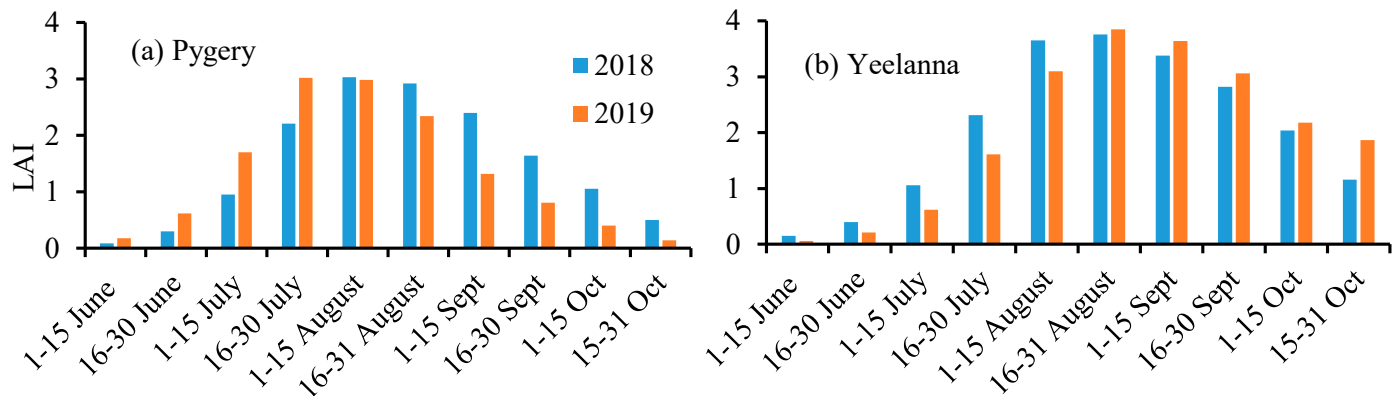 (a) Pygery
2018
2019
LAI
4
3
2
1
0
1-15 June
16-30 June
1-15 July
16-30 July
1-15 August
16-31 August
1-15 Sept
16-30 Sept
1-15 Oct
15-31 Oct
(b) Yeelanna
4
3
2
1
0
1-15 June
16-30 June
1-15 July
16-30 July
1-15 August
16-31 August
1-15 Sept
16-30 Sept
1-15 Oct
15-31 Oct